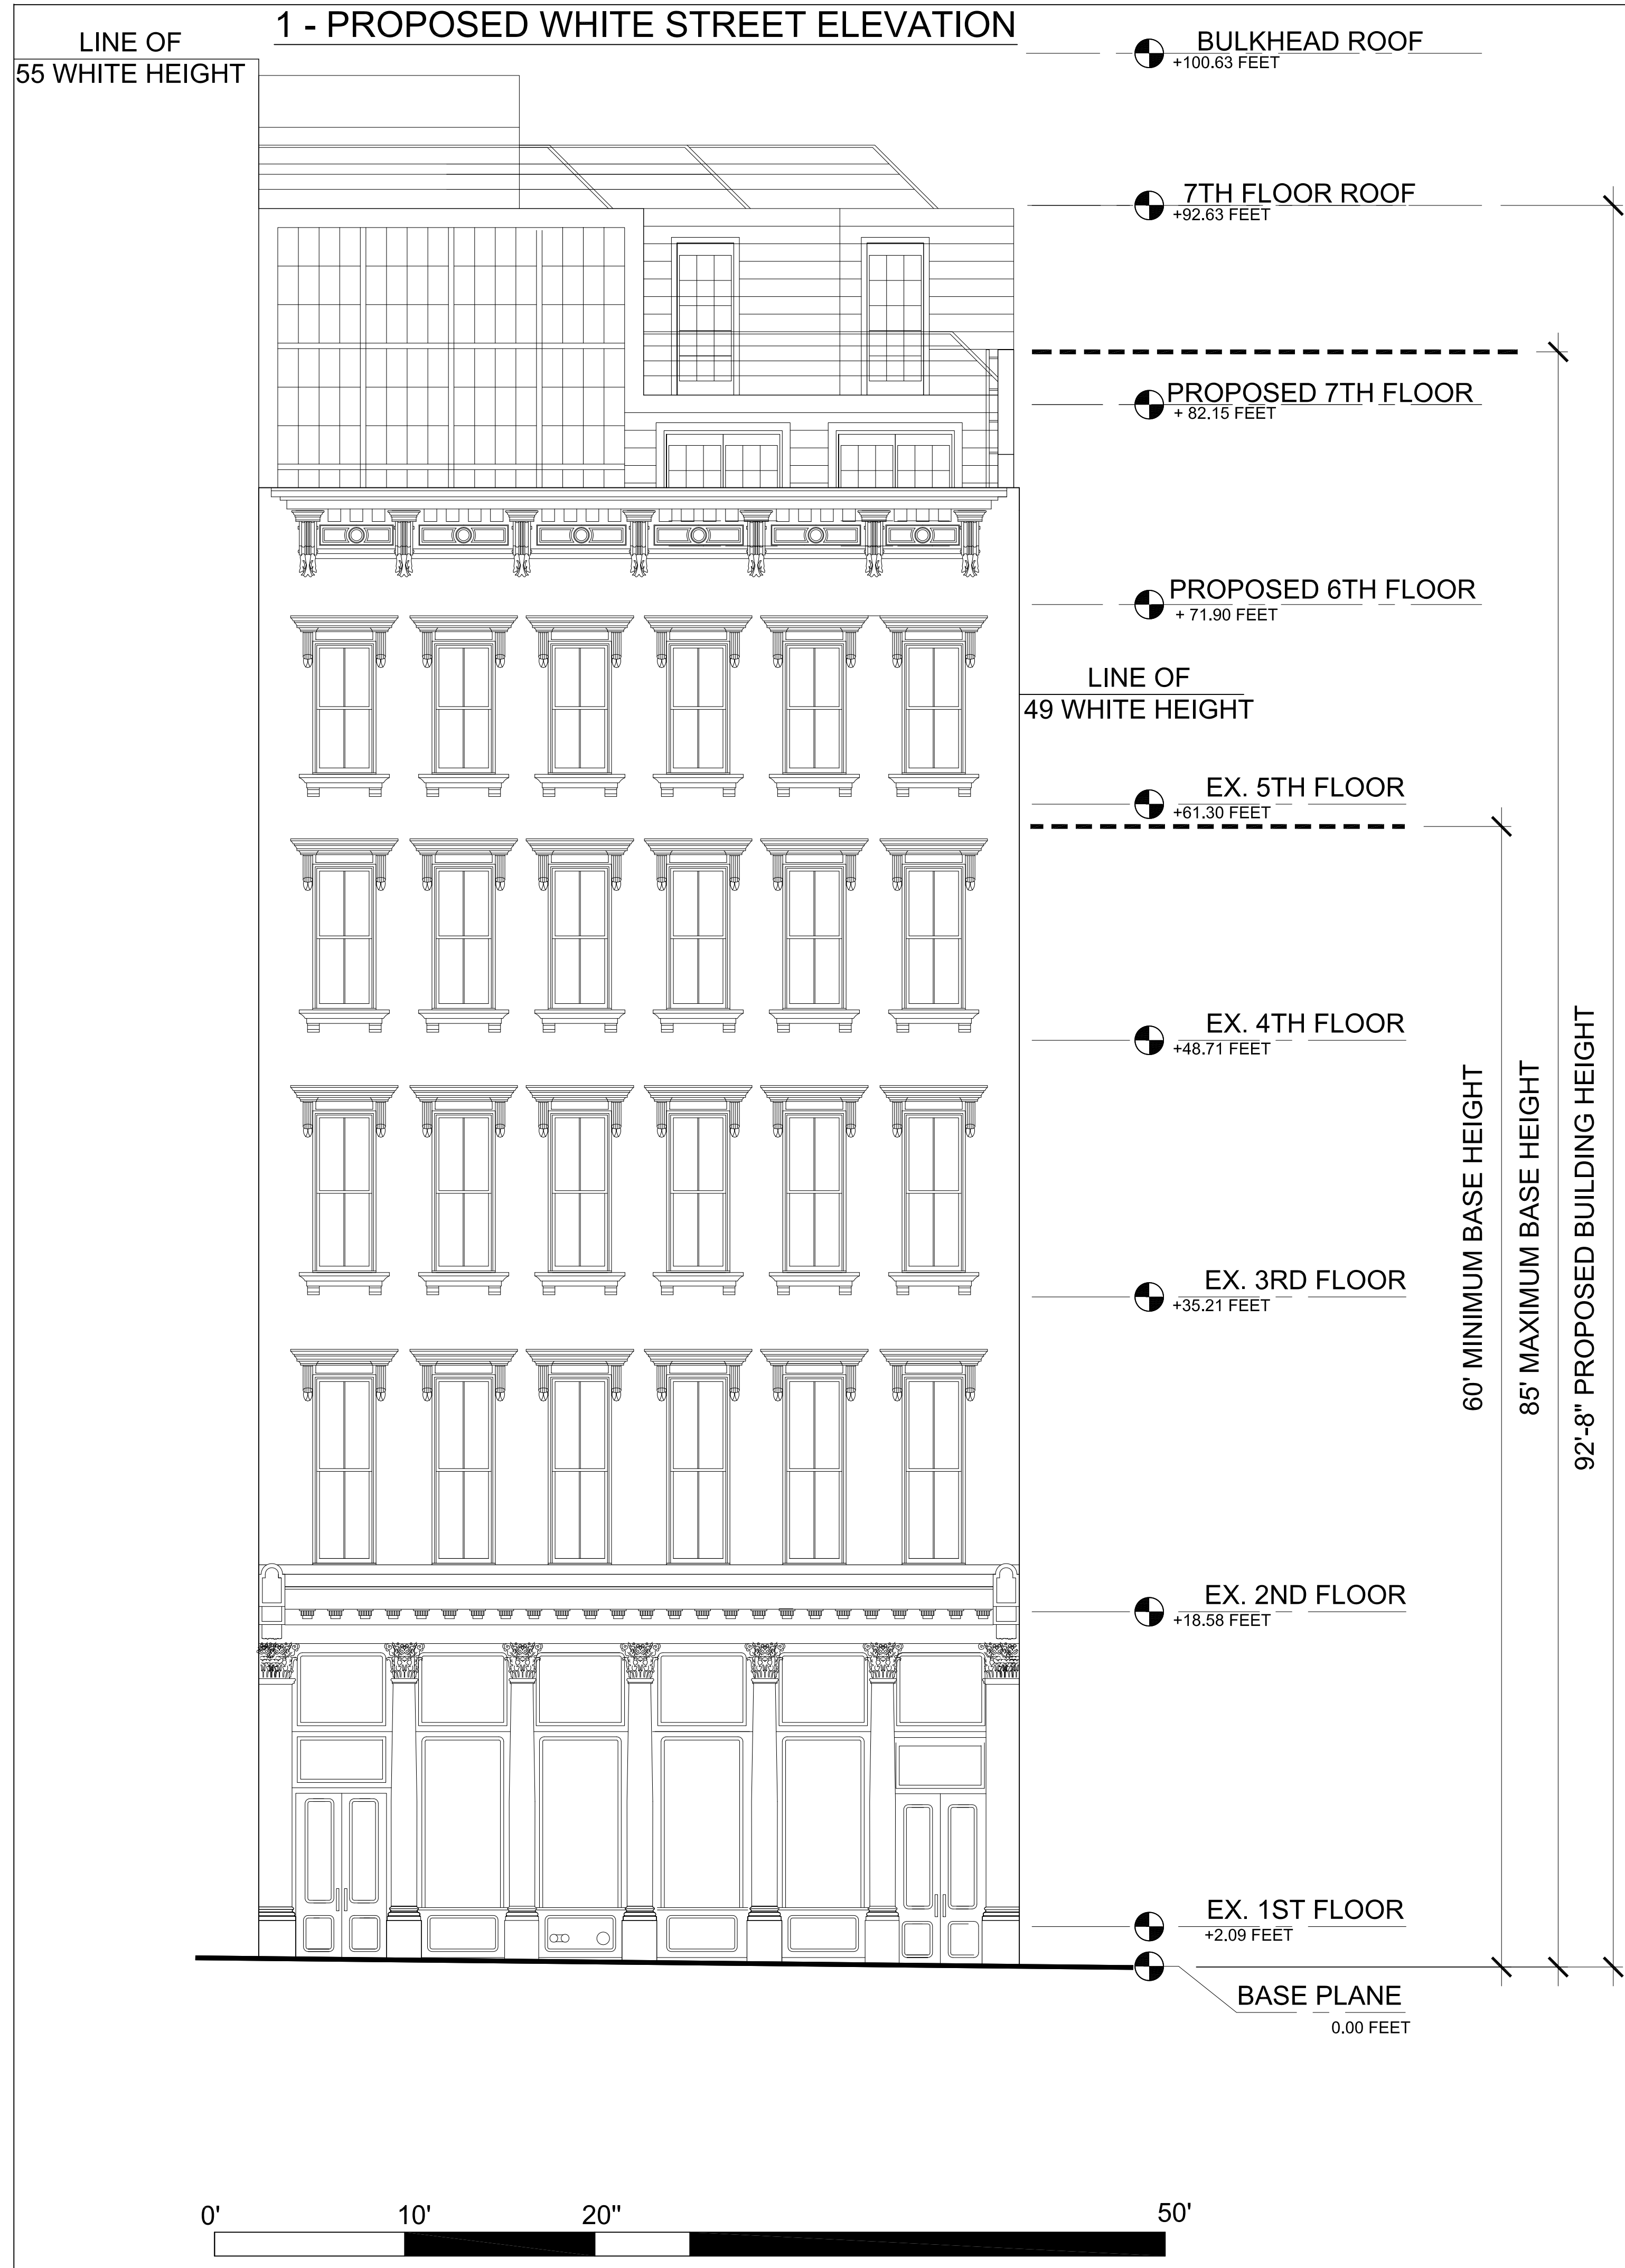 1 - PROPOSED WHITE STREET ELEVATION
LINE OF
55 WHITE HEIGHT
BULKHEAD ROOF
+100.63 FEET
7TH FLOOR ROOF
+92.63 FEET
PROPOSED 7TH FLOOR
+ 82.15 FEET
PROPOSED 6TH FLOOR
+ 71.90 FEET
LINE OF
49 WHITE HEIGHT
EX. 5TH FLOOR
+61.30 FEET
EX. 4TH FLOOR
+48.71 FEET
EX. 3RD FLOOR
+35.21 FEET
EX. 2ND FLOOR
+18.58 FEET
EX. 1ST FLOOR
+2.09 FEET
BASE PLANE
0.00 FEET
60' MINIMUM BASE HEIGHT
85' MAXIMUM BASE HEIGHT
92'-8" PROPOSED BUILDING HEIGHT
0' 10' 20" 50'